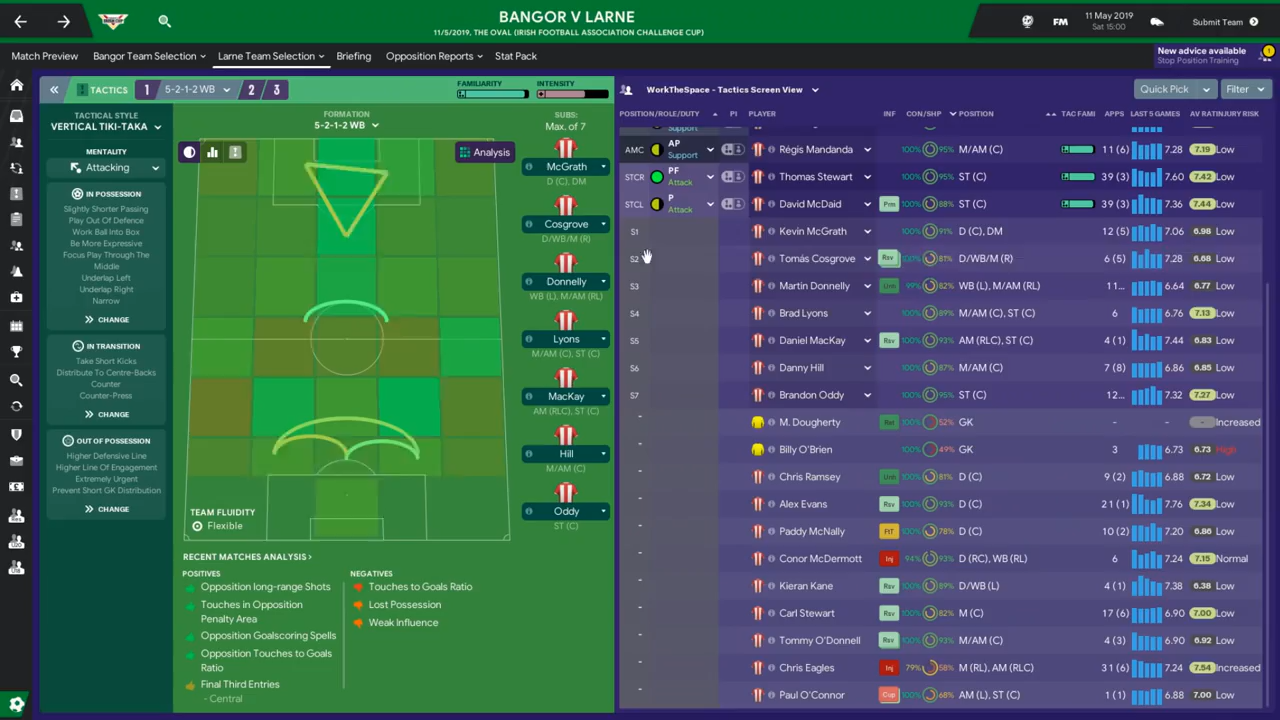 BANGOR V LARNE
11/5/2019, THE OVAL (IRISH FOOTBALL ASSOCIATION CHALLENGE CUP)
FM
11 May 2019
Sat 15:00
Submit Team
Match Preview
Bangor Team Selection
Larne Team Selection
Briefing
Opposition Reports
Stat Pack
New advice available
Stop Position Training
TACTICS
1
5-2-1-2 WB
2
3
FAMILIARITY
INTENSITY
TACTICAL STYLE
VERTICAL TIKI-TAKA
MENTALITY
Attacking
IN POSSESSION
Slightly Shorter Passing
Play Out Of Defence
Work Ball Into Box
Be More Expressive
Focus Play Through The
Middle
Underlap Left
Underlap Right
Narrow
CHANGE
IN TRANSITION
Take Short Kicks
Distribute To Centre-Backs
Counter
Counter-Press
CHANGE
OUT OF POSSESSION
Higher Defensive Line
Higher Line Of Engagement
Extremely Urgent
Prevent Short GK Distribution
CHANGE
FORMATION
5-2-1-2 WB
Analysis
TEAM FLUIDITY
Flexible
SUBS:
Max. of 7
McGrath
D (C), DM
Cosgrove
D/WB/M (R)
Donnelly
WB (L), M/AM (RL)
Lyons
M/AM (C), ST (C)
MacKay
AM (RLC), ST (C)
Hill
M/AM (C)
Oddy
ST (C)
RECENT MATCHES ANALYSIS >
POSITIVES
Opposition long-range Shots
Touches in Opposition
Penalty Area
Opposition Goalscoring Spells
Opposition Touches to Goals
Ratio
Final Third Entries
- Central
NEGATIVES
Touches to Goals Ratio
Lost Possession
Weak Influence
WorkTheSpace - Tactics Screen View
Quick Pick
Filter
POSITION/ROLE/DUTY PI PLAYER INF CON/SHP POSITION TAC FAMI APPS LAST 5 GAMES AV RATINJURY RISK
Support
AMC AP Support Régis Mandanda 100% 95% M/AM (C) 11 (6) 7.28 7.19 Low
STCR PF Attack Thomas Stewart 100% 95% ST (C) 39 (3) 7.60 7.42 Low
STCL P Attack David McDaid Prm 100% 88% ST (C) 39 (3) 7.36 7.44 Low
S1 Kevin McGrath 100% 91% D (C), DM 12 (5) 7.06 6.98 Low
S2 Tomás Cosgrove Rsv 100% 81% D/WB/M (R) 6 (5) 7.28 6.68 Low
S3 Martin Donnelly Unh 100% 82% WB (L), M/AM (RL) 11... 6.64 6.77 Low
S4 Brad Lyons 100% 89% M/AM (C), ST (C) 6 6.76 7.13 Low
S5 Daniel MacKay Rsv 100% 93% AM (RLC), ST (C) 4 (1) 7.44 6.83 Low
S6 Danny Hill 100% 87% M/AM (C) 7 (8) 6.86 6.85 Low
S7 Brandon Oddy 100% 95% ST (C) 12... 7.32 7.27 Low
- M. Dougherty 100% 52% GK - - - Increased
- Billy O'Brien 100% 49% GK 3 6.73 6.73 High
- Chris Ramsey Unh 100% 81% D (C) 9 (2) 6.88 6.72 Low
- Alex Evans Rsv 100% 93% D (C) 21 (1) 7.76 7.34 Low
- Paddy McNally FtT 100% 78% D (C) 10 (2) 7.20 6.86 Low
- Conor McDermott Inj 94% 93% D (RC), WB (RL) 6 7.24 7.15 Normal
- Kieran Kane Rsv 100% 89% D/WB (L) 4 (1) 7.38 6.38 Low
- Carl Stewart Rsv 100% 82% M (C) 17 (6) 6.90 7.00 Low
- Tommy O'Donnell Rsv 100% 93% M/AM (C) 4 (3) 6.90 6.92 Low
- Chris Eagles Inj 79% 58% M (RL), AM (RLC) 31 (6) 7.24 7.54 Increased
- Paul O'Connor Cup 100% 68% AM (L), ST (C) 1 (1) 6.88 7.00 Low